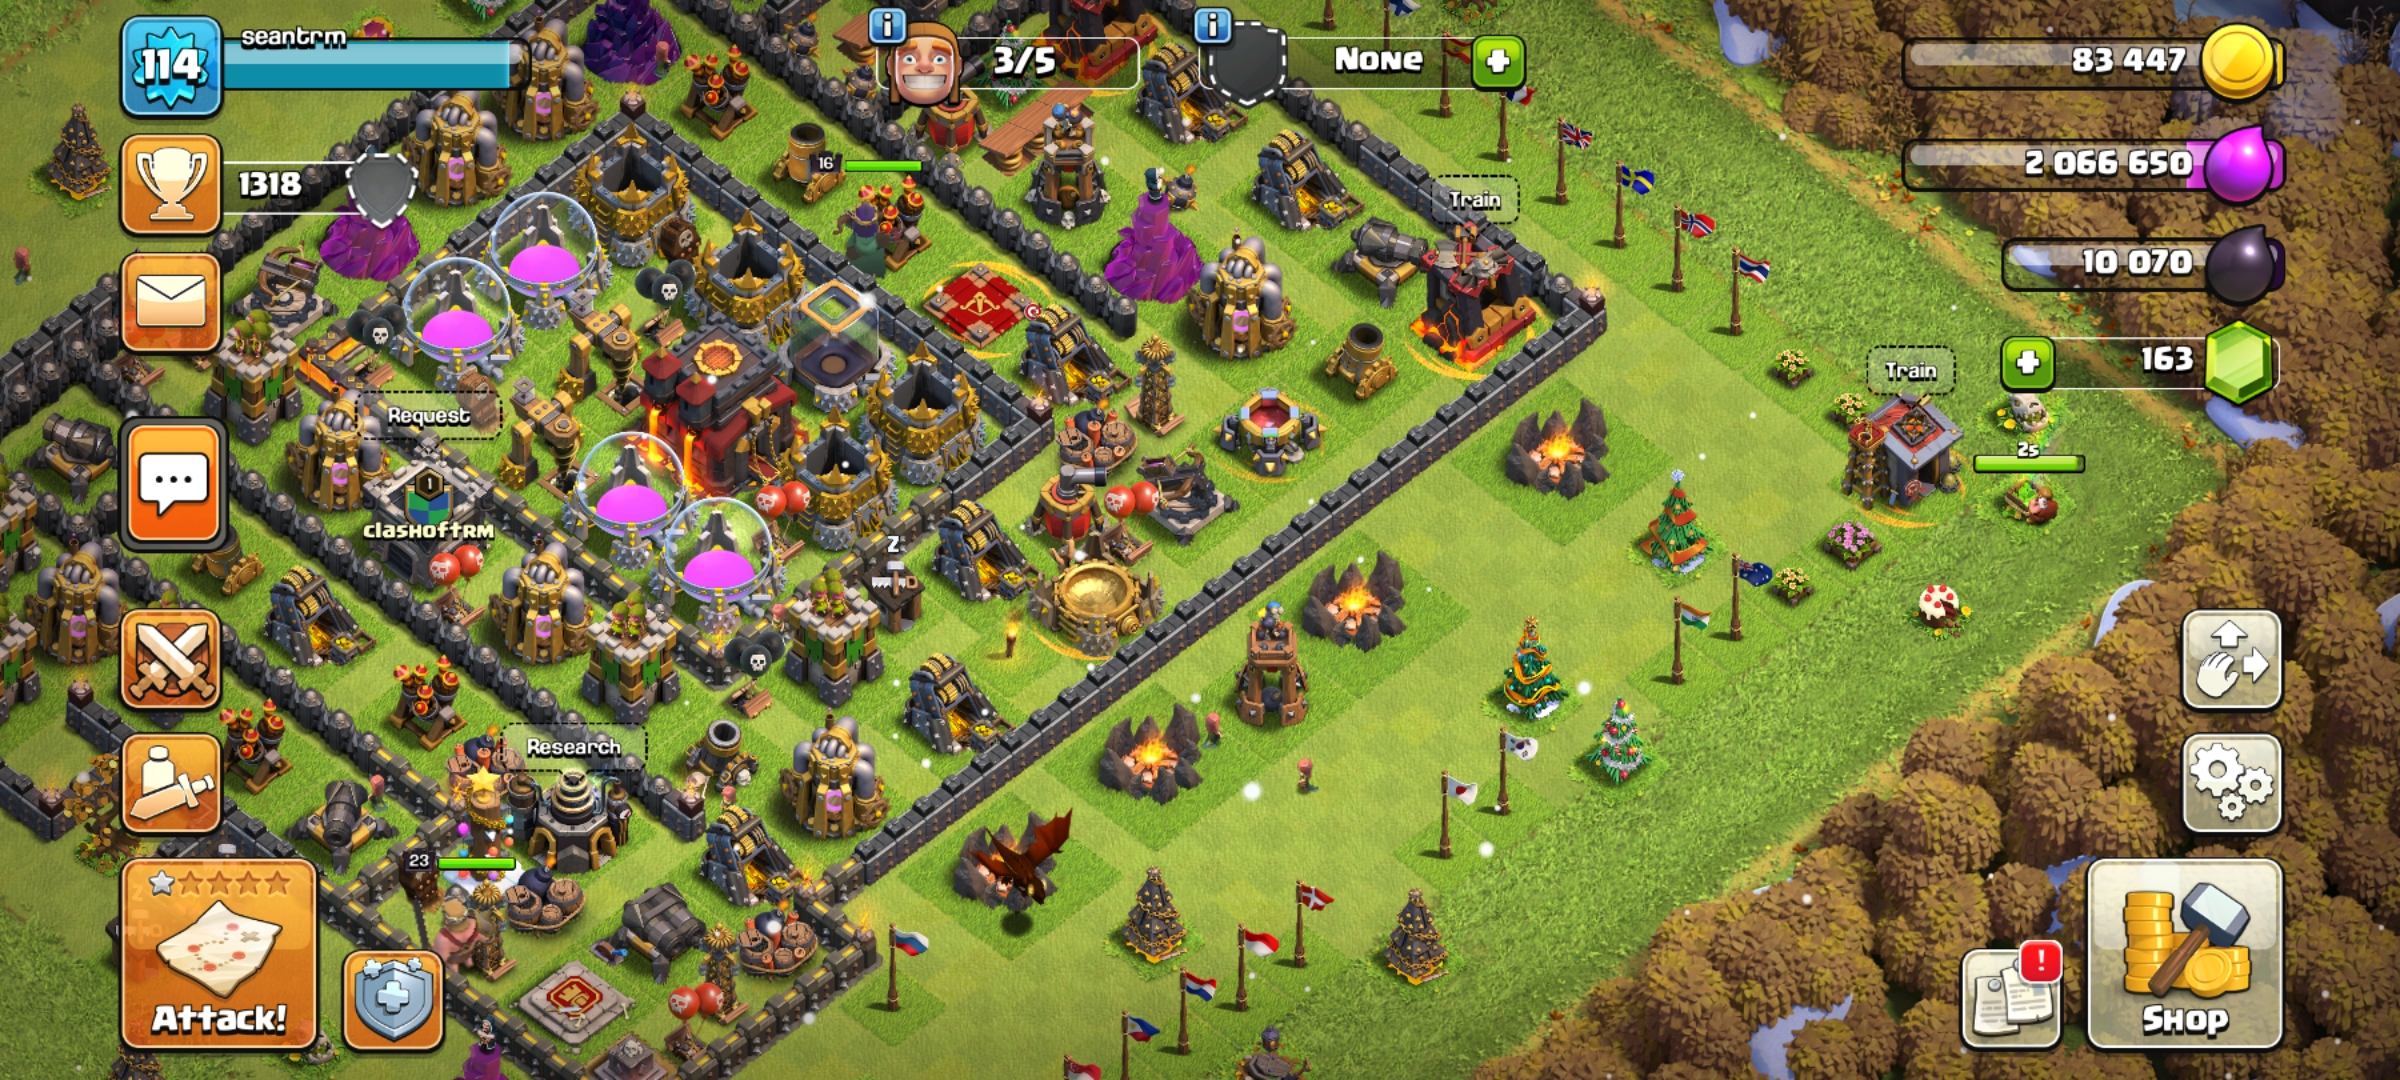 114
seantrm
3/5
None
83 447
1318
16
Train
2 066 650
10 070
Train
163
Request
25
1
clashoftrm
Z
Research
23
Attack!
!
Shop